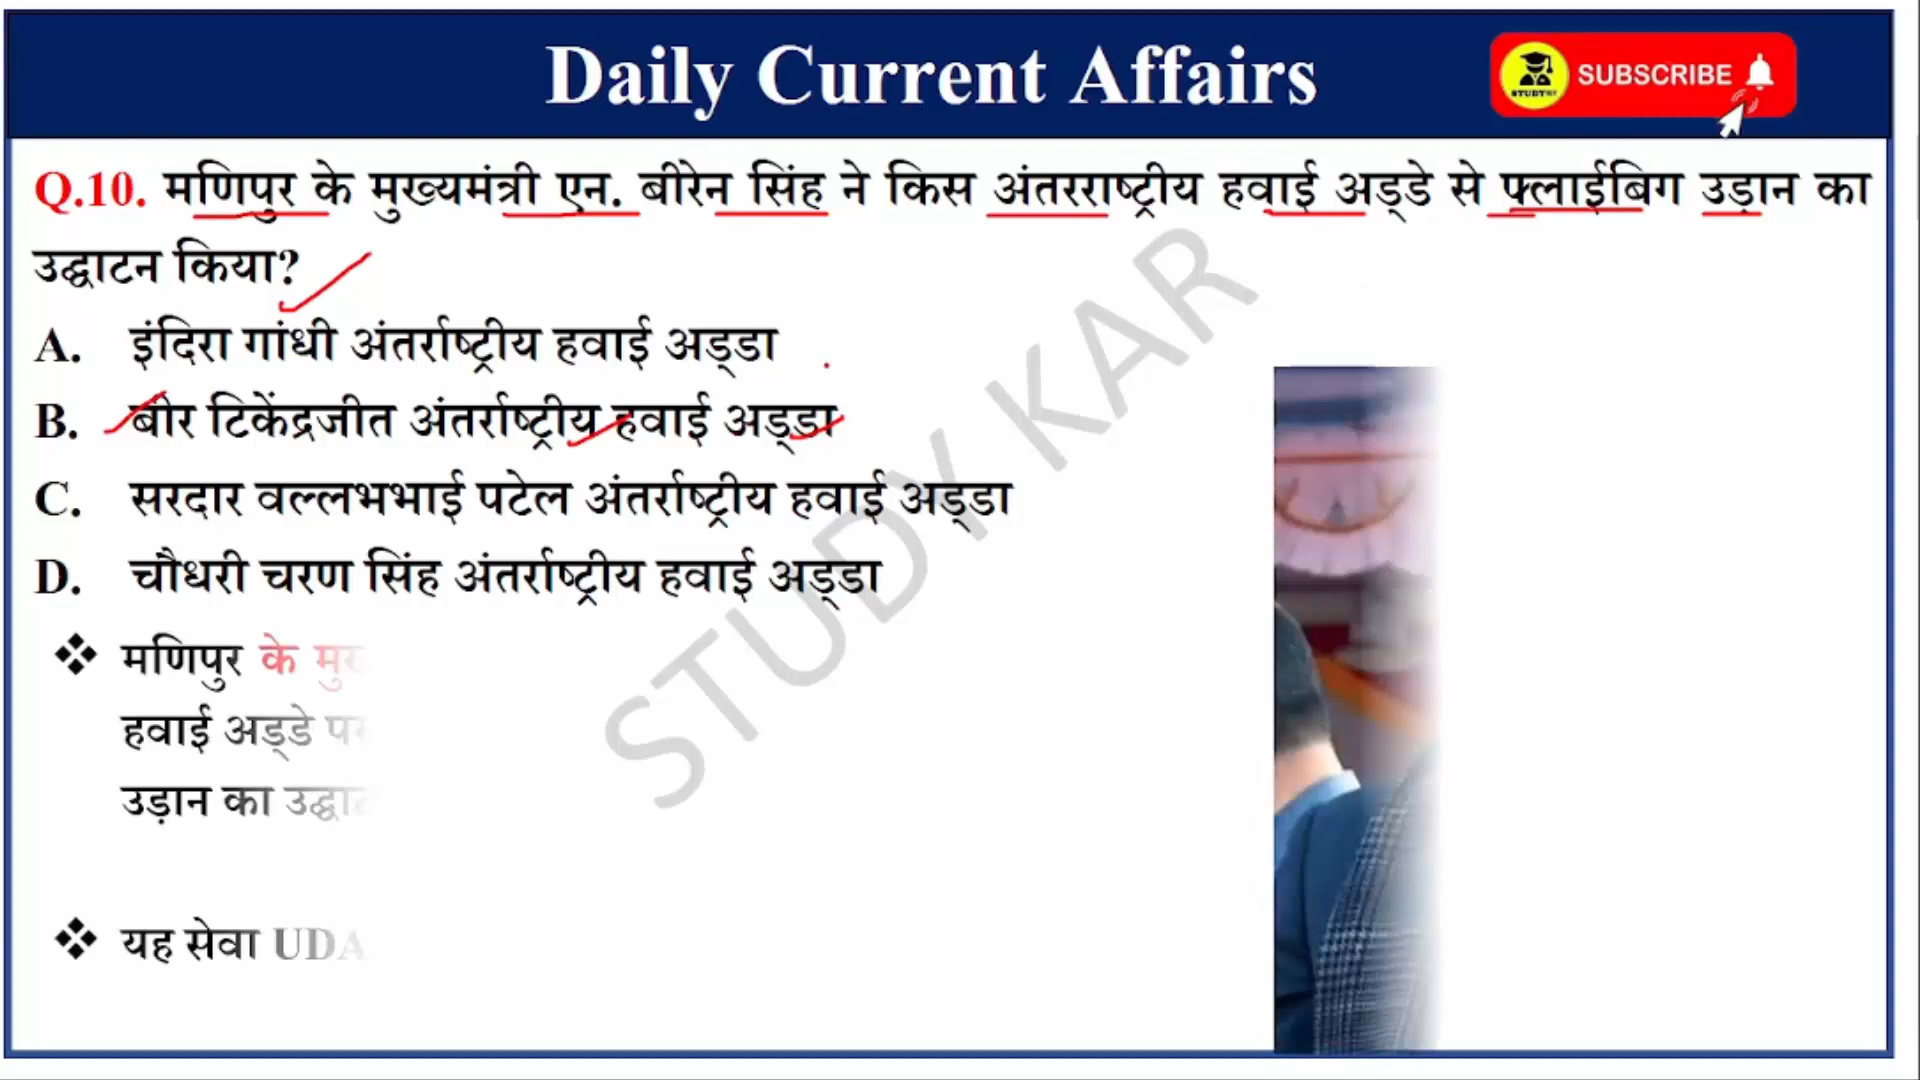 Daily Current Affairs
SUBSCRIBE
Q.10. मणिपुर के मुख्यमंत्री एन. बीरेन सिंह ने किस अंतरराष्ट्रीय हवाई अड्डे से फ्लाईबिग उड़ान का
उद्घाटन किया?
A. इंदिरा गांधी अंतर्राष्ट्रीय हवाई अड्डा
B. बीर टिकेंद्रजीत अंतर्राष्ट्रीय हवाई अड्डा
C. सरदार वल्लभभाई पटेल अंतर्राष्ट्रीय हवाई अड्डा
D. चौधरी चरण सिंह अंतर्राष्ट्रीय हवाई अड्डा
STUDY KAR
❖ मणिपुर के
हवाई अड्डे
उड़ान का
❖ यह सेवा